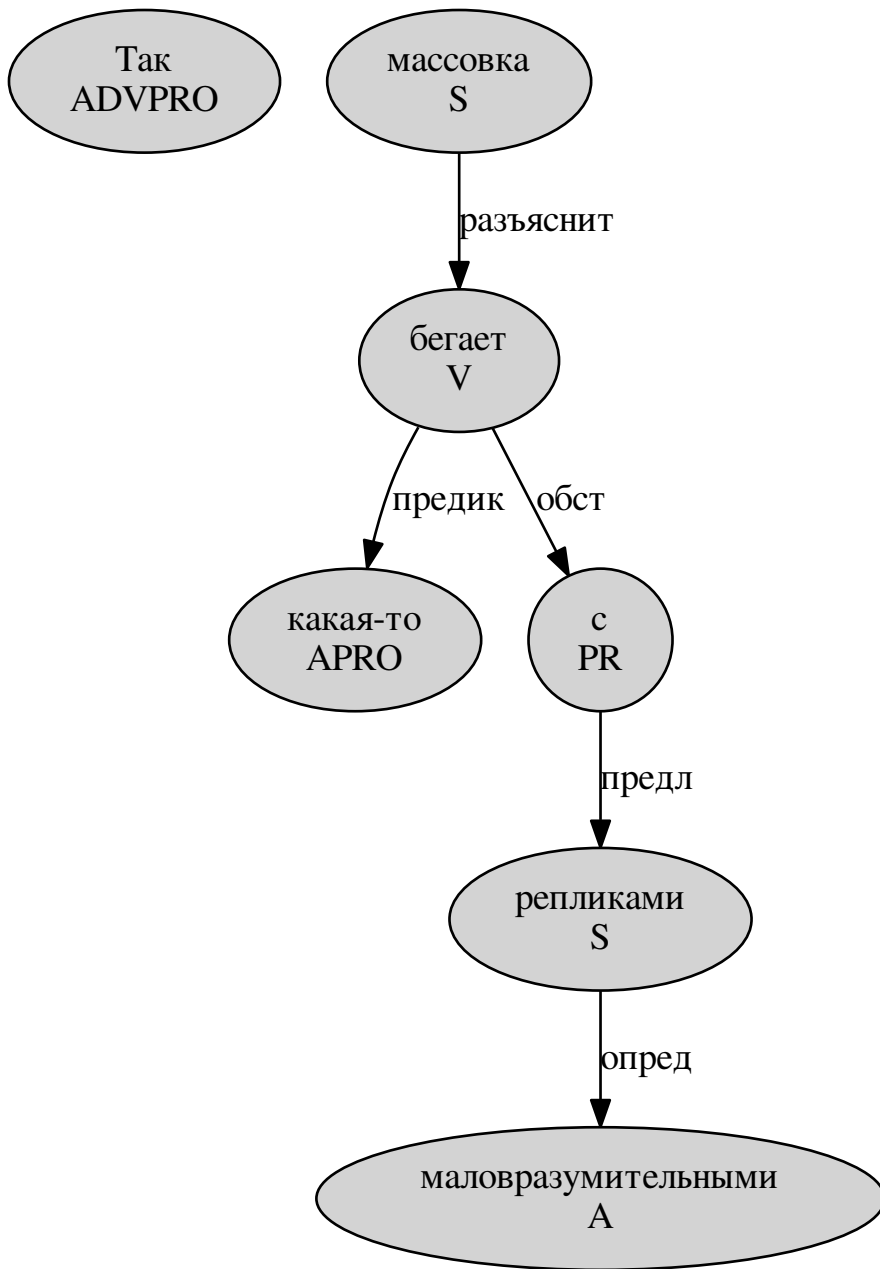 Так
ADVPRO
массовка
S
разъяснит
бегает
V
предик
обст
какая-то
APRO
с
PR
предл
репликами
S
опред
маловразумительными
A